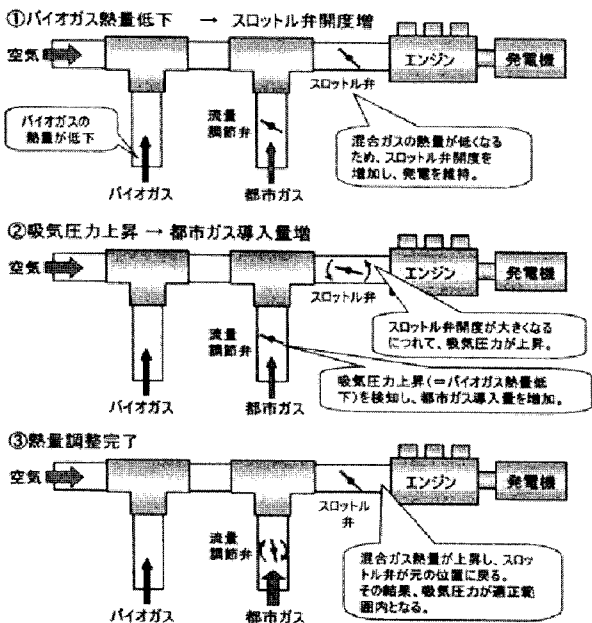 ①バイオガス熱量低下 → スロットル弁開度増
空気
エンジン
発電機
スロットル弁
バイオガスの
熱量が低下
流量
調節弁
混合ガスの熱量が低くなる
ため、スロットル弁開度を
増加し、発電を維持。
バイオガス
都市ガス
②吸気圧力上昇 → 都市ガス導入量増
空気
エンジン
発電機
スロットル弁
スロットル弁開度が大きくなる
につれて、吸気圧力が上昇。
流量
調節弁
吸気圧力上昇(=バイオガス熱量低
下)を検知し、都市ガス導入量を増加。
バイオガス
都市ガス
③熱量調整完了
空気
エンジン
発電機
スロットル
弁
流量
調節弁
混合ガス熱量が上昇し、スロッ
トル弁が元の位置に戻る。
その結果、吸気圧力が適正範
囲内となる。
バイオガス
都市ガス